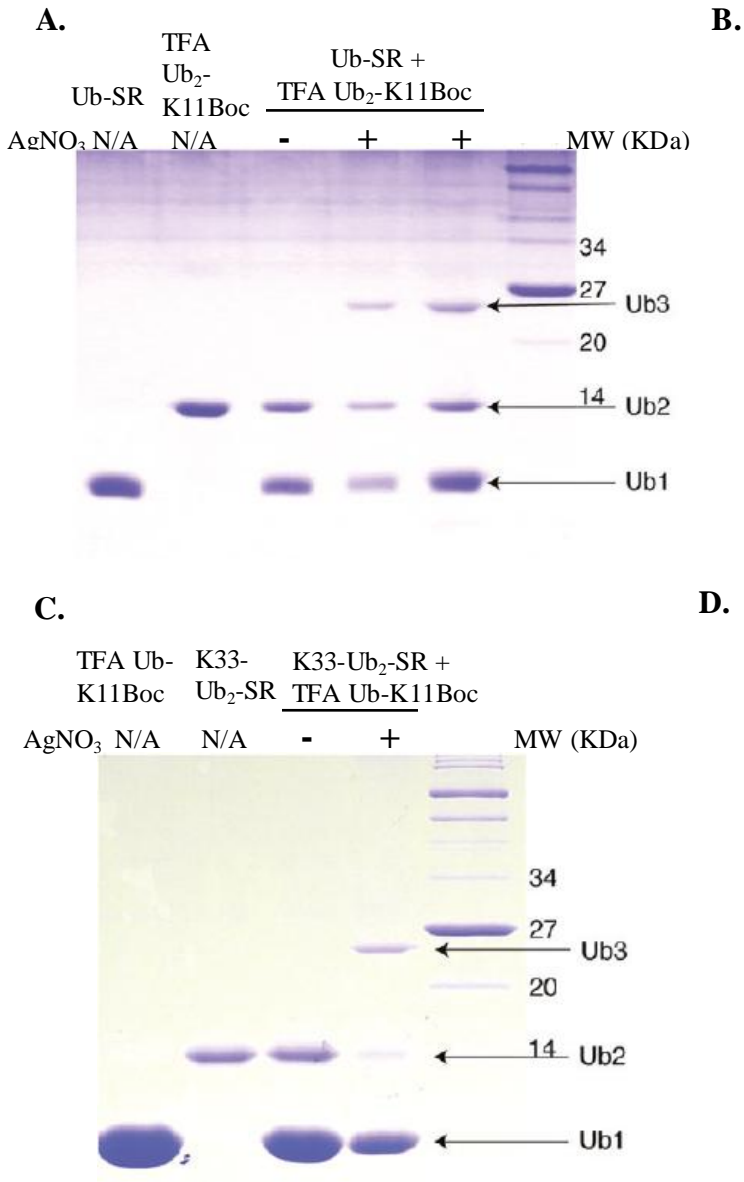 A.
B.
Ub-SR
TFA
Ub₂-
K11Boc
Ub-SR +
TFA Ub₂-K11Boc
AgNO₃ N/A N/A - + + MW (KDa)
34
27
Ub3
20
14
Ub2
Ub1
C.
D.
TFA Ub-
K11Boc
K33-
Ub₂-SR
K33-Ub₂-SR +
TFA Ub-K11Boc
AgNO₃ N/A N/A - + MW (KDa)
34
27
Ub3
20
14
Ub2
Ub1